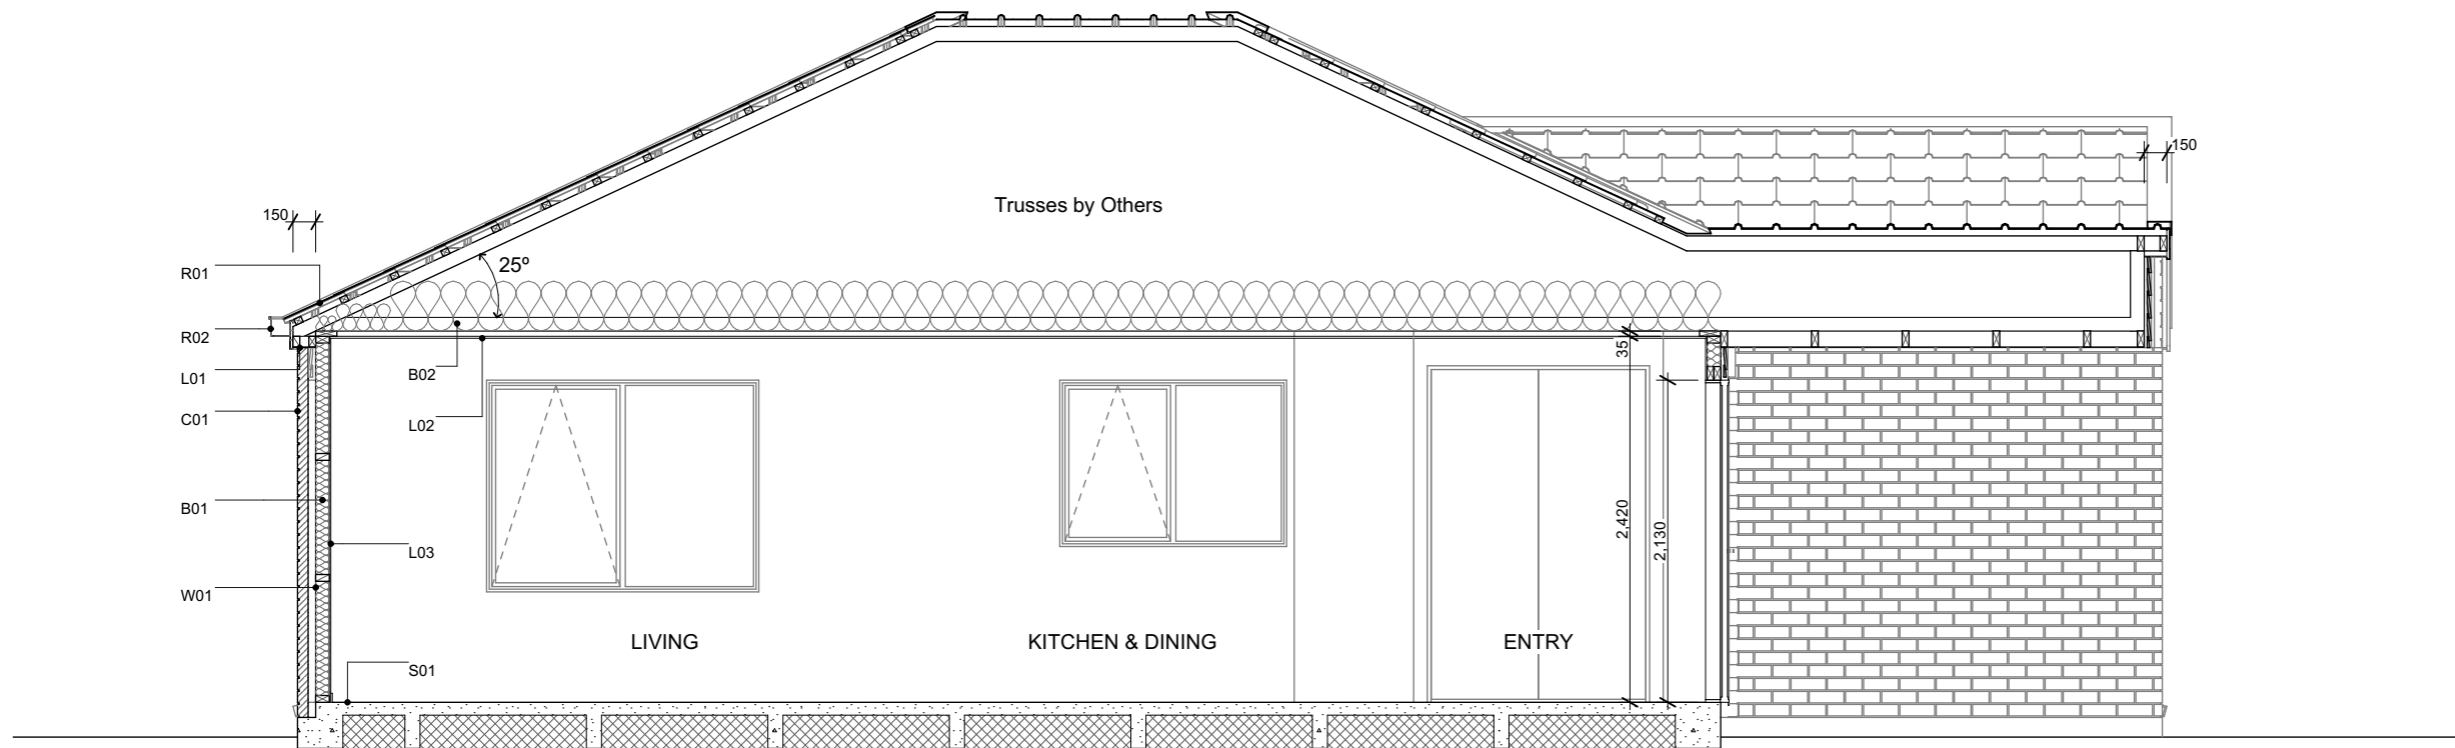 150
Trusses by Others
150
25º
R01
R02
L01
B02
C01
L02
35
B01
2,420
2,130
L03
W01
LIVING
KITCHEN & DINING
ENTRY
S01